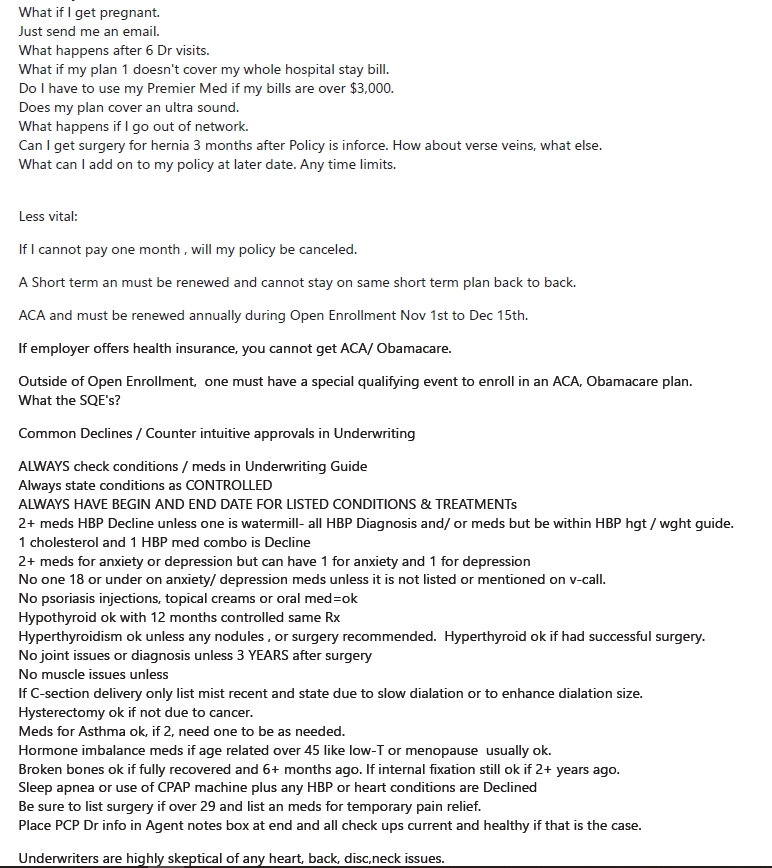 What if I get pregnant.
Just send me an email.
What happens after 6 Dr visits.
What if my plan 1 doesn't cover my whole hospital stay bill.
Do I have to use my Premier Med if my bills are over $3,000.
Does my plan cover an ultra sound.
What happens if I go out of network.
Can I get surgery for hernia 3 months after Policy is inforce. How about verse veins, what else.
What can I add on to my policy at later date. Any time limits.
Less vital:
If I cannot pay one month , will my policy be canceled.
A Short term an must be renewed and cannot stay on same short term plan back to back.
ACA and must be renewed annually during Open Enrollment Nov 1st to Dec 15th.
If employer offers health insurance, you cannot get ACA/ Obamacare.
Outside of Open Enrollment,  one must have a special qualifying event to enroll in an ACA, Obamacare plan.
What the SQE's?
Common Declines / Counter intuitive approvals in Underwriting
ALWAYS check conditions / meds in Underwriting Guide
Always state conditions as CONTROLLED
ALWAYS HAVE BEGIN AND END DATE FOR LISTED CONDITIONS & TREATMENTs
2+ meds HBP Decline unless one is watermill- all HBP Diagnosis and/ or meds but be within HBP hgt / wght guide.
1 cholesterol and 1 HBP med combo is Decline
2+ meds for anxiety or depression but can have 1 for anxiety and 1 for depression
No one 18 or under on anxiety/ depression meds unless it is not listed or mentioned on v-call.
No psoriasis injections, topical creams or oral med=ok
Hypothyroid ok with 12 months controlled same Rx
Hyperthyroidism ok unless any nodules , or surgery recommended.  Hyperthyroid ok if had successful surgery.
No joint issues or diagnosis unless 3 YEARS after surgery
No muscle issues unless
If C-section delivery only list mist recent and state due to slow dialation or to enhance dialation size.
Hysterectomy ok if not due to cancer.
Meds for Asthma ok, if 2, need one to be as needed.
Hormone imbalance meds if age related over 45 like low-T or menopause  usually ok.
Broken bones ok if fully recovered and 6+ months ago. If internal fixation still ok if 2+ years ago.
Sleep apnea or use of CPAP machine plus any HBP or heart conditions are Declined
Be sure to list surgery if over 29 and list an meds for temporary pain relief.
Place PCP Dr info in Agent notes box at end and all check ups current and healthy if that is the case.
Underwriters are highly skeptical of any heart, back, disc,neck issues.